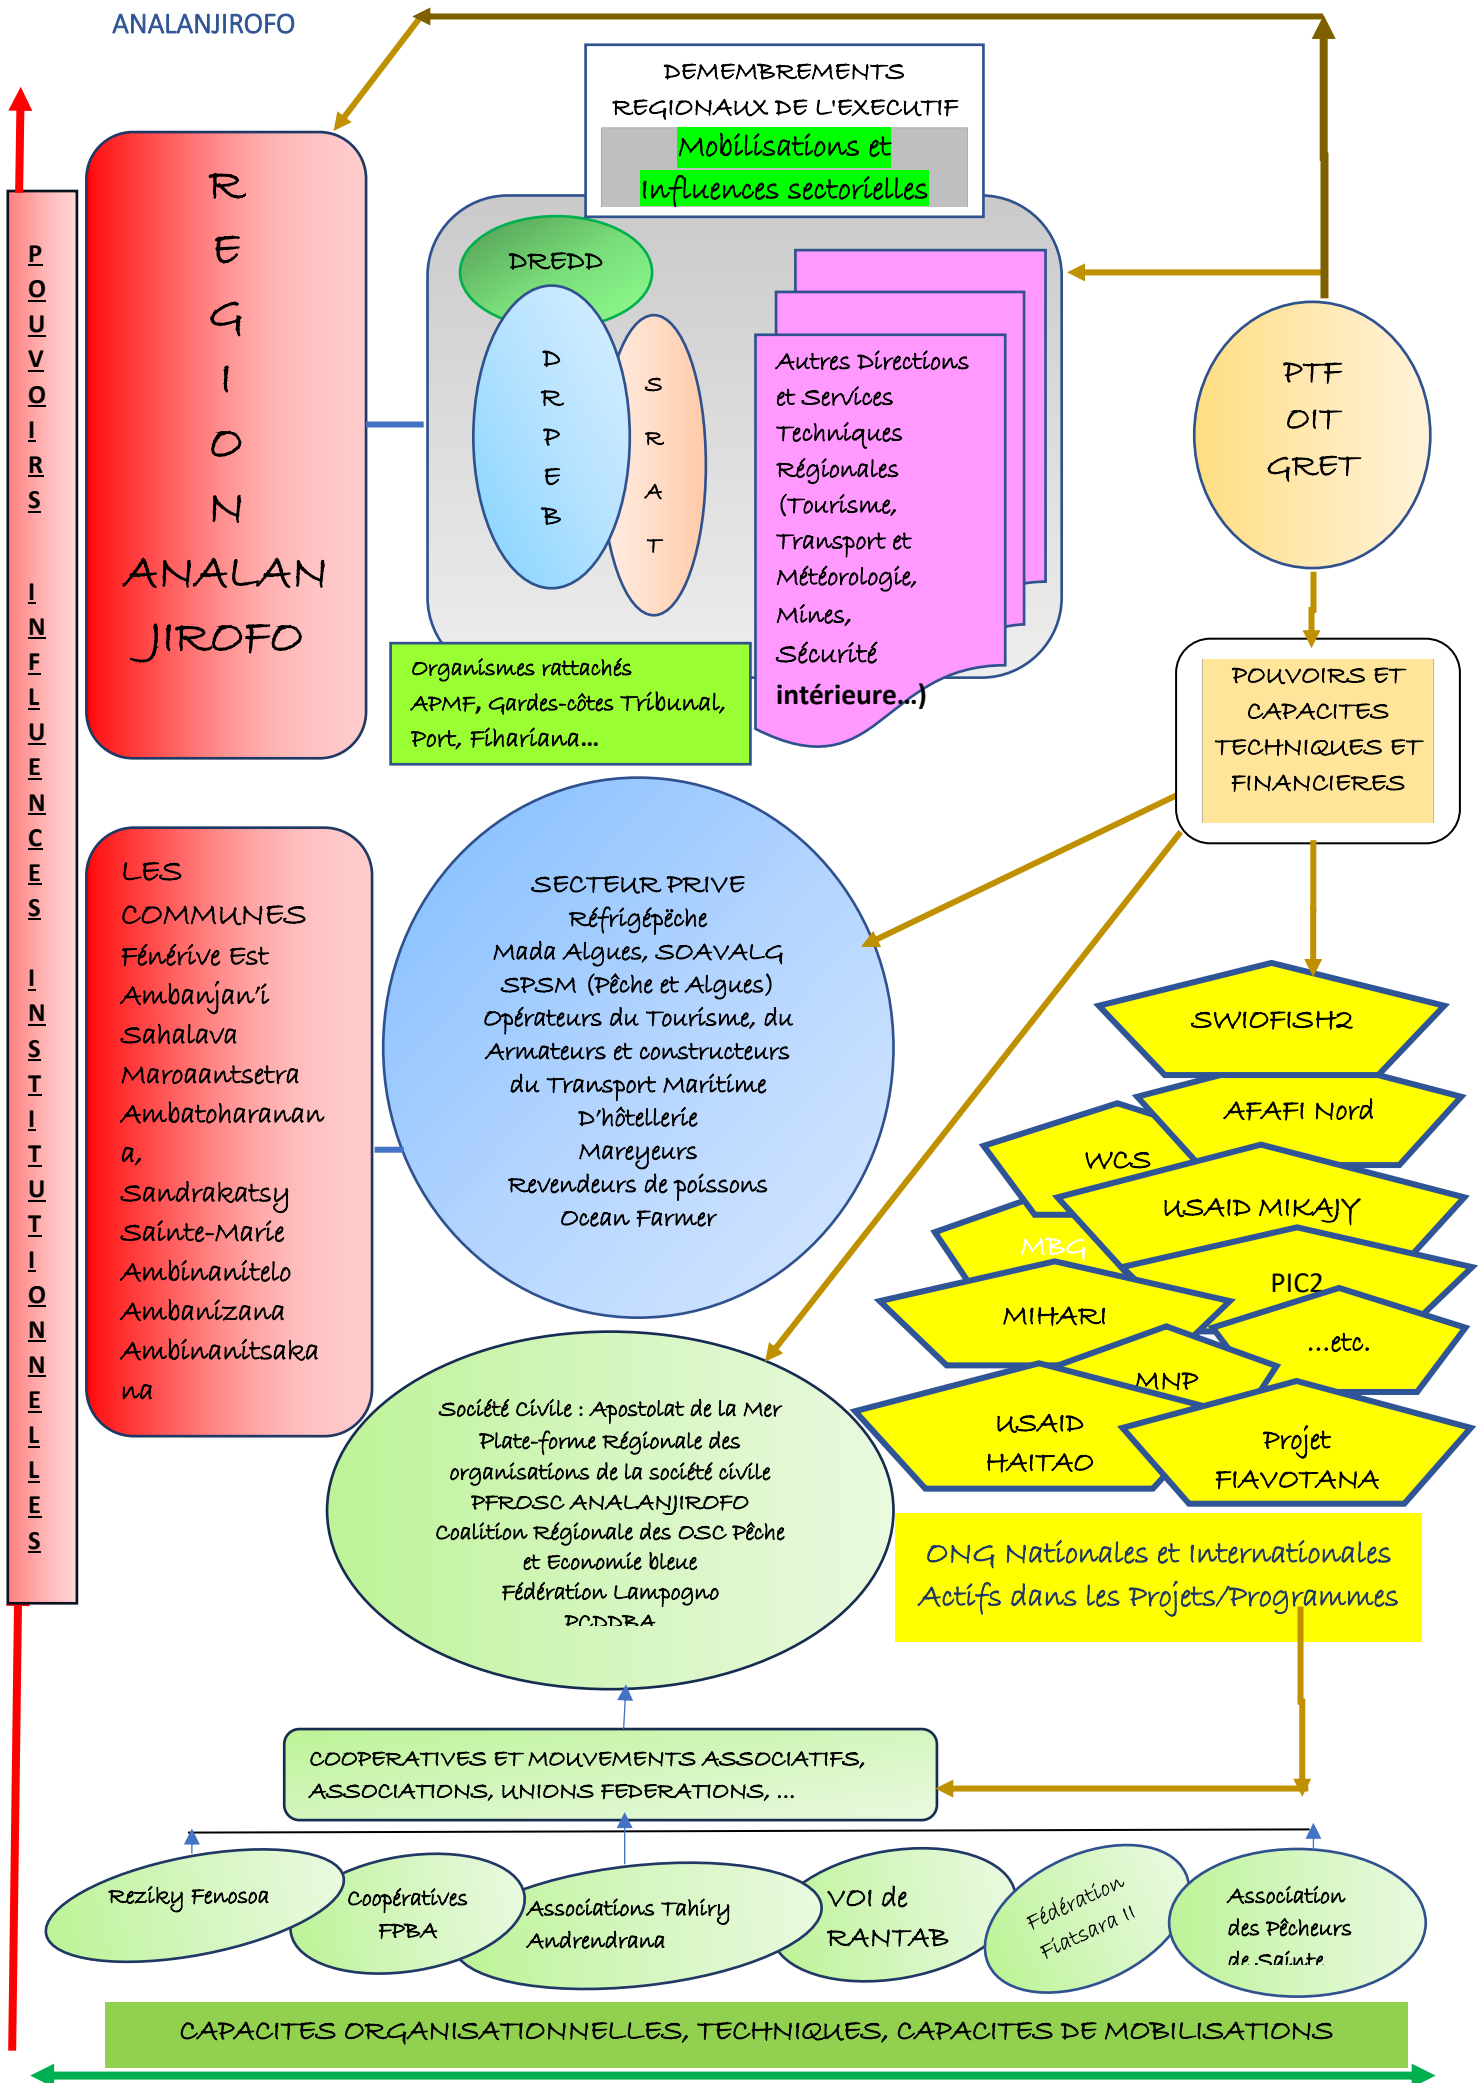 ANALANJIROFO
DEMEMBREMENTS
REGIONAUX DE L'EXECUTIF
Mobilisations et
Influences sectorielles
P
O
U
V
O
I
R
S
I
N
F
L
U
E
N
C
E
S
I
N
S
T
I
T
U
T
I
O
N
N
E
L
L
E
S
R
E
G
I
O
N
ANALAN
JIROFO
DREDD
D
R
P
E
B
S
R
A
T
Autres Directions
et Services
Techniques
Régionales
(Tourisme,
Transport et
Météorologie,
Mines,
Sécurité
intérieure...)
Organismes rattachés
APMF, Gardes-côtes Tribunal,
Port, Fihariana...
PTF
OIT
GRET
POUVOIRS ET
CAPACITES
TECHNIQUES ET
FINANCIERES
LES
COMMUNES
Fénérive Est
Ambanjan'i
Sahalava
Maroaantsetra
Ambatoharanan
a,
Sandrakatsy
Sainte-Marie
Ambinanitelo
Ambanizana
Ambinanitsaka
na
SECTEUR PRIVE
Réfrigépëche
Mada Algues, SOAVALG
SPSM (Pêche et Algues)
Opérateurs du Tourisme, du
Armateurs et constructeurs
du Transport Maritime
D'hôtellerie
Mareyeurs
Revendeurs de poissons
Ocean Farmer
SWIOFISH2
AFAFI Nord
WCS
USAID MIKAJY
MBG
PIC2
MIHARI
...etc.
MNP
USAID
HAITAO
Projet
FIAVOTANA
Société Civile : Apostolat de la Mer
Plate-forme Régionale des
organisations de la société civile
PFROSC ANALANJIROFO
Coalition Régionale des OSC Pêche
et Economie bleue
Fédération Lampogno
PCDDBA
ONG Nationales et Internationales
Actifs dans les Projets/Programmes
COOPERATIVES ET MOUVEMENTS ASSOCIATIFS,
ASSOCIATIONS, UNIONS FEDERATIONS, ...
Reziky Fenosoa
Coopératives
FPBA
Associations Tahiry
Andrendrana
VOI de
RANTAB
Fédération
Fiatsara II
Association
des Pêcheurs
de Sainte
CAPACITES ORGANISATIONNELLES, TECHNIQUES, CAPACITES DE MOBILISATIONS